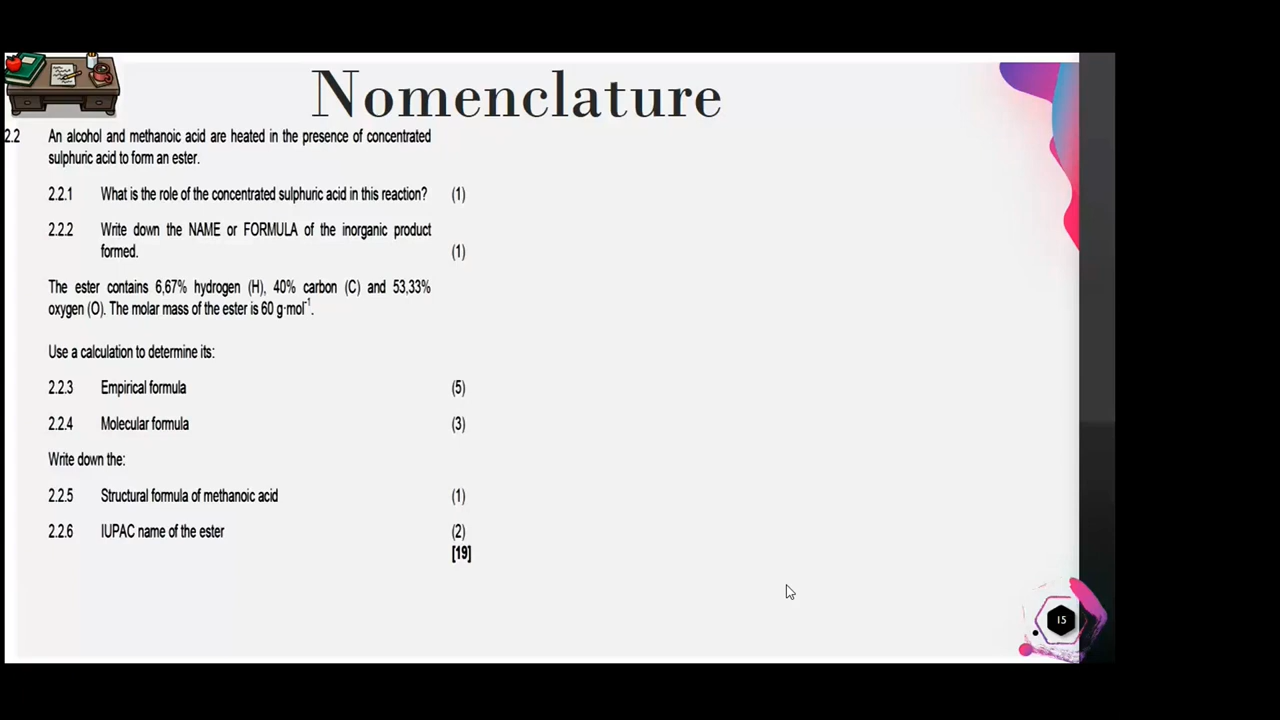 Nomenclature
2.2 An alcohol and methanoic acid are heated in the presence of concentrated
sulphuric acid to form an ester.
2.2.1 What is the role of the concentrated sulphuric acid in this reaction? (1)
2.2.2 Write down the NAME or FORMULA of the inorganic product
formed. (1)
The ester contains 6,67% hydrogen (H), 40% carbon (C) and 53,33%
oxygen (O). The molar mass of the ester is 60 g·mol⁻¹.
Use a calculation to determine its:
2.2.3 Empirical formula (5)
2.2.4 Molecular formula (3)
Write down the:
2.2.5 Structural formula of methanoic acid (1)
2.2.6 IUPAC name of the ester (2)
[19]
15